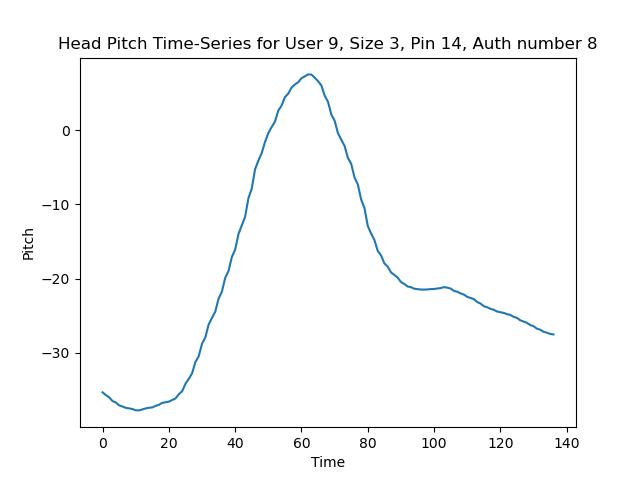 Head Pitch Time-Series for User 9, Size 3, Pin 14, Auth number 8
0
−10
−20
−30
Pitch
0 20 40 60 80 100 120 140
Time